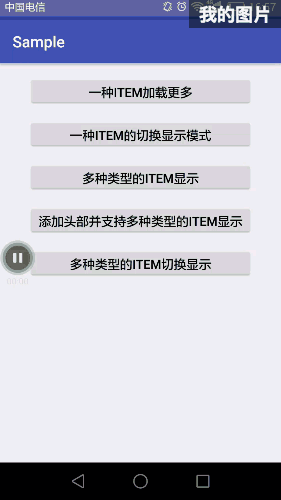 中国电信
我的图片
Sample
一种ITEM加载更多
一种ITEM的切换显示模式
多种类型的ITEM显示
添加头部并支持多种类型的ITEM显示
00:00
多种类型的ITEM切换显示